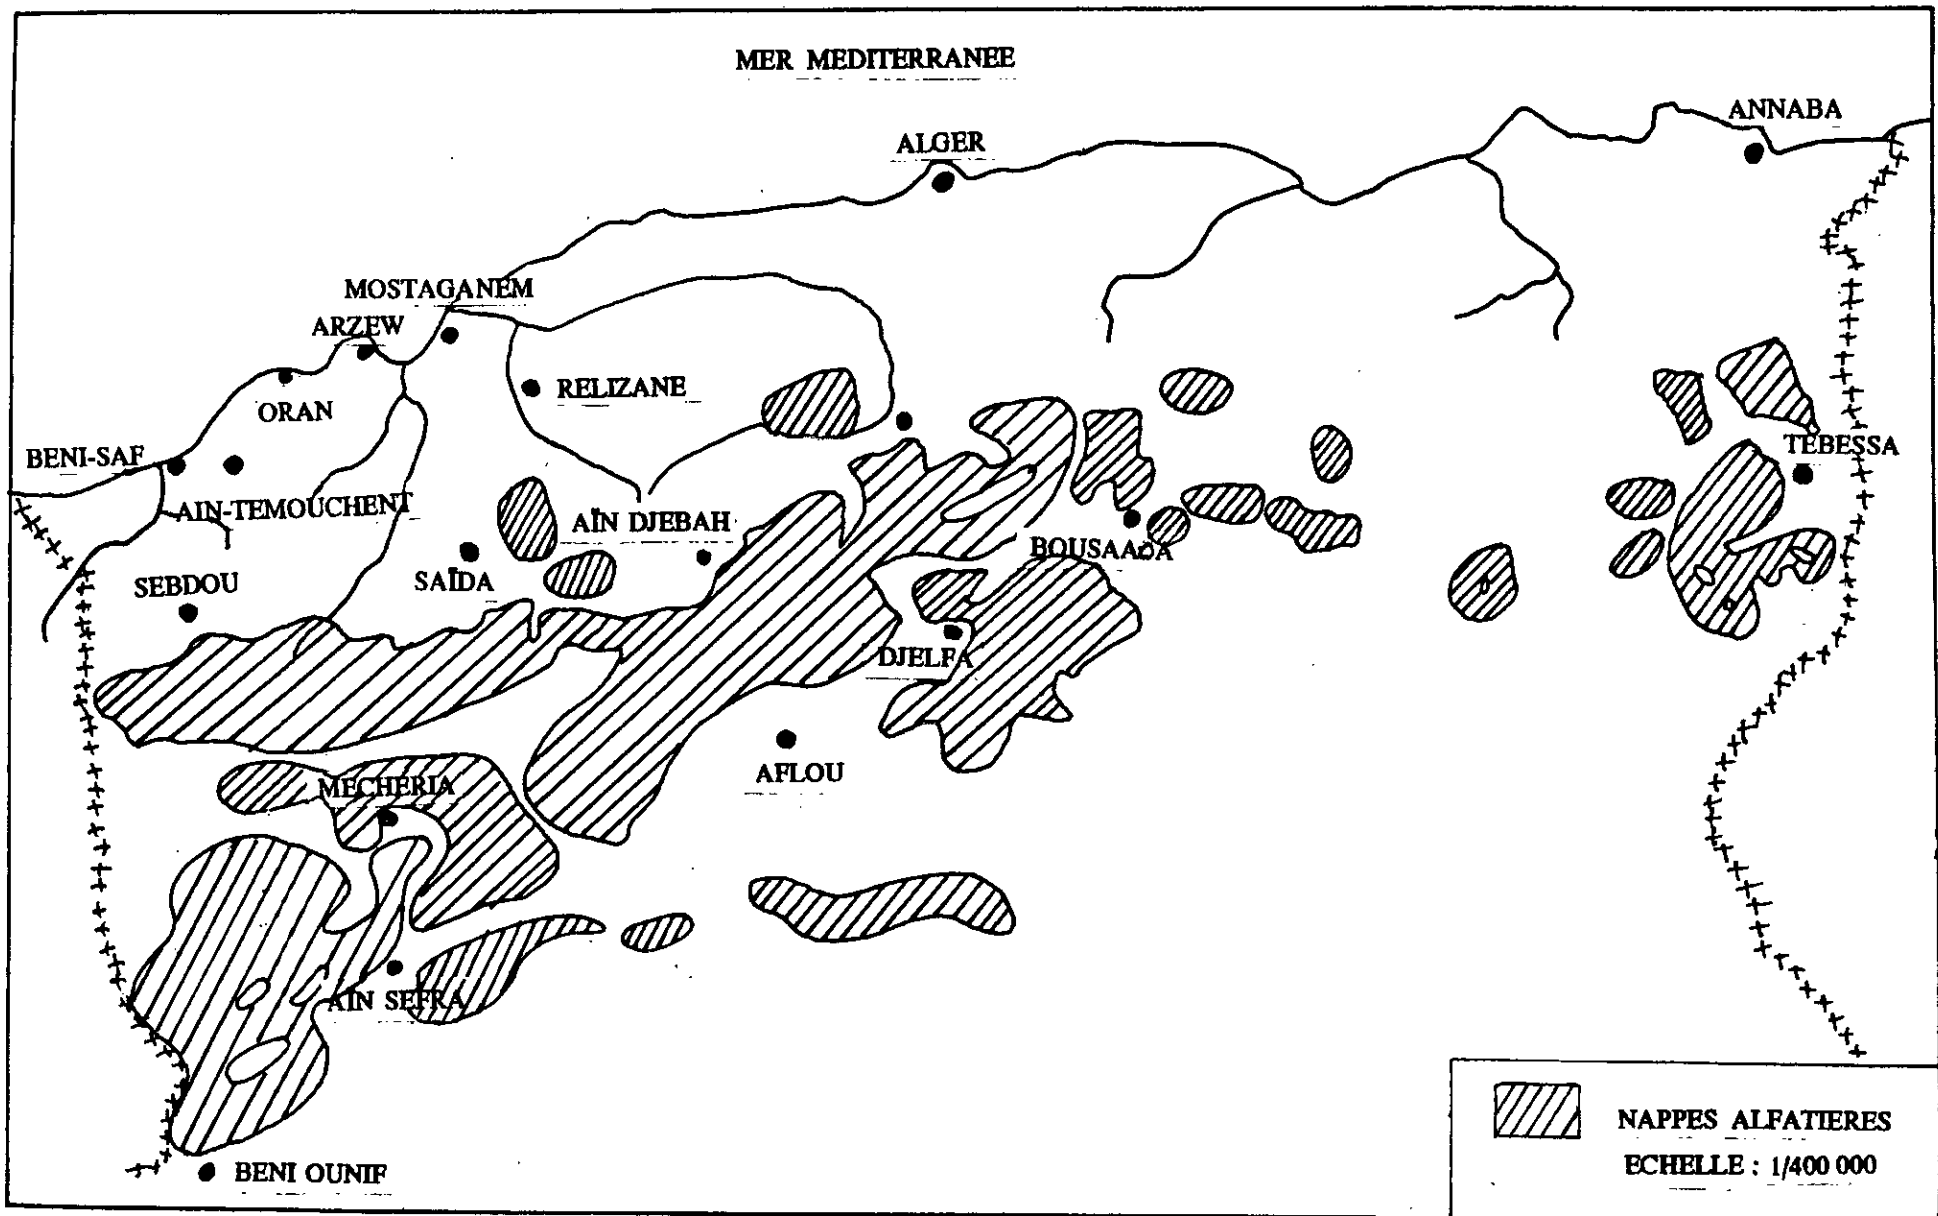 MER MEDITERRANEE
ANNABA
ALGER
MOSTAGANEM
ARZEW
RELIZANE
ORAN
BENI-SAF
TEBESSA
AIN-TEMOUCHENT
AÏN DJEBAH
BOUSAADA
SEBDOU
SAÏDA
DJELFA
AFLOU
MECHERIA
AÏN SEFRA
NAPPES ALFATIERES
ECHELLE : 1/400 000
BENI OUNIF